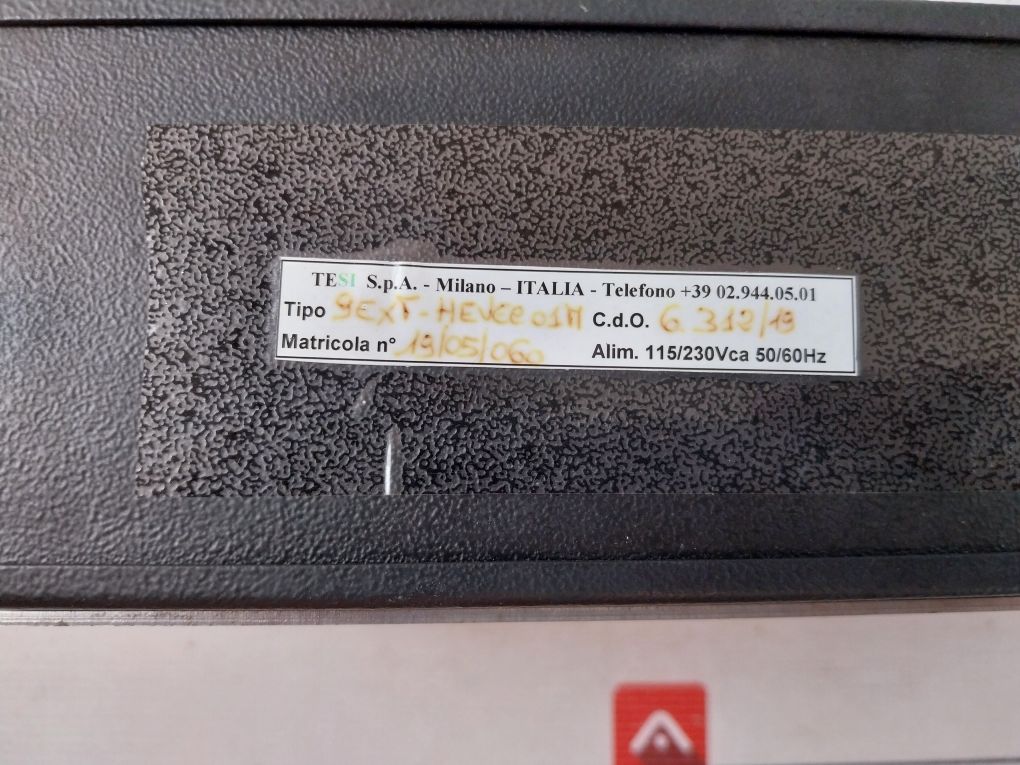 TESI S.p.A. - Milano – ITALIA - Telefono +39 02.944.05.01
Tipo 9EXT-HEVEC01M C.d.O. G 312/19
Matricola n° 19/05/060 Alim. 115/230Vca 50/60Hz